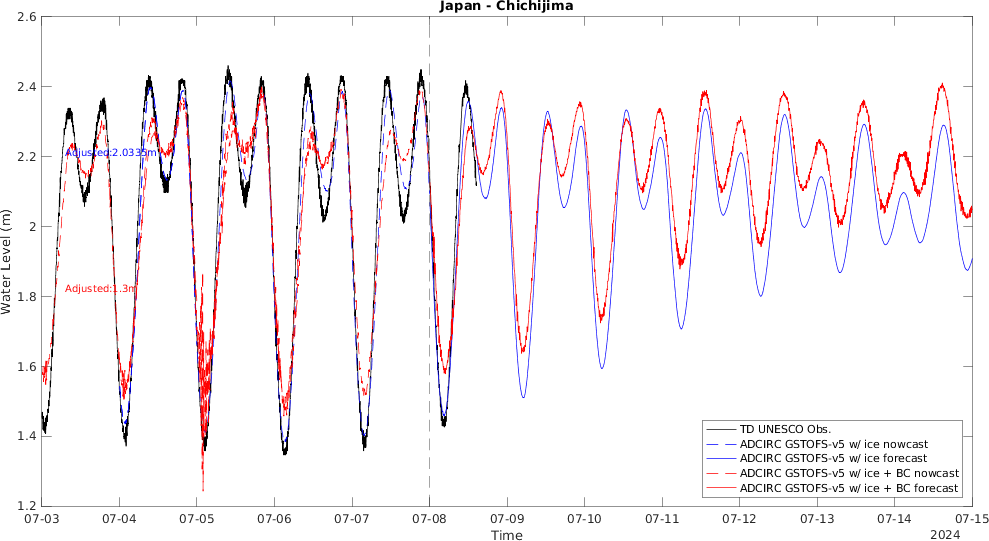 Japan - Chichijima
2.6
2.4
2.2
2
1.8
1.6
1.4
1.2
Water Level (m)
Adjusted:2.0335m
Adjusted:1.3m
TD UNESCO Obs.
ADCIRC GSTOFS-v5 w/ ice nowcast
ADCIRC GSTOFS-v5 w/ ice forecast
ADCIRC GSTOFS-v5 w/ ice + BC nowcast
ADCIRC GSTOFS-v5 w/ ice + BC forecast
07-03 07-04 07-05 07-06 07-07 07-08 07-09 07-10 07-11 07-12 07-13 07-14 07-15
Time
2024